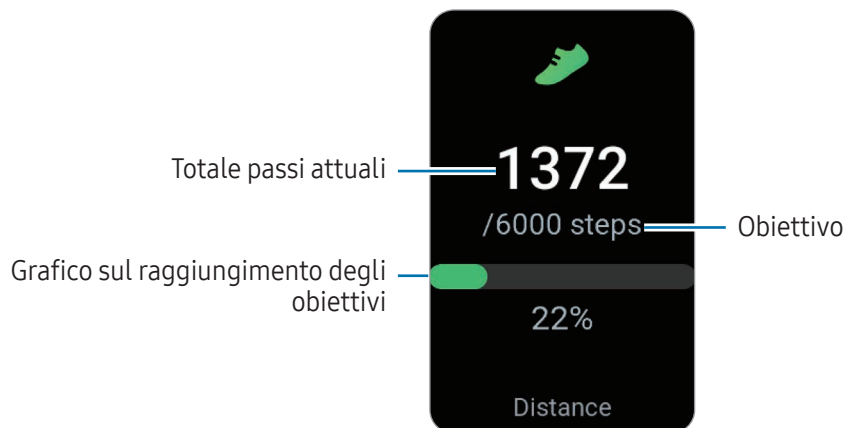 1372
Totale passi attuali
/6000 steps
Obiettivo
Grafico sul raggiungimento degli
obiettivi
22%
Distance